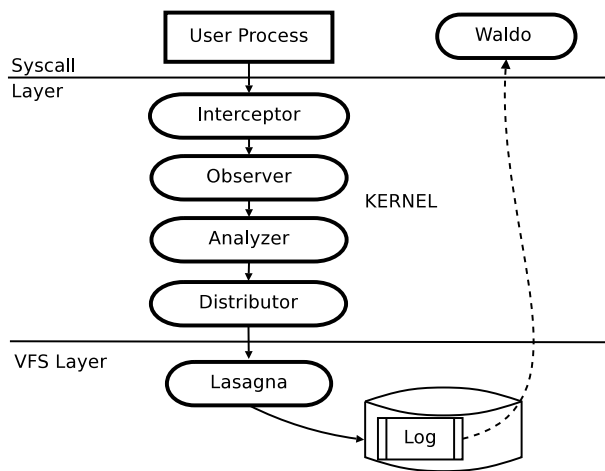 User Process
Waldo
Syscall
Layer
Interceptor
Observer
KERNEL
Analyzer
Distributor
VFS Layer
Lasagna
Log